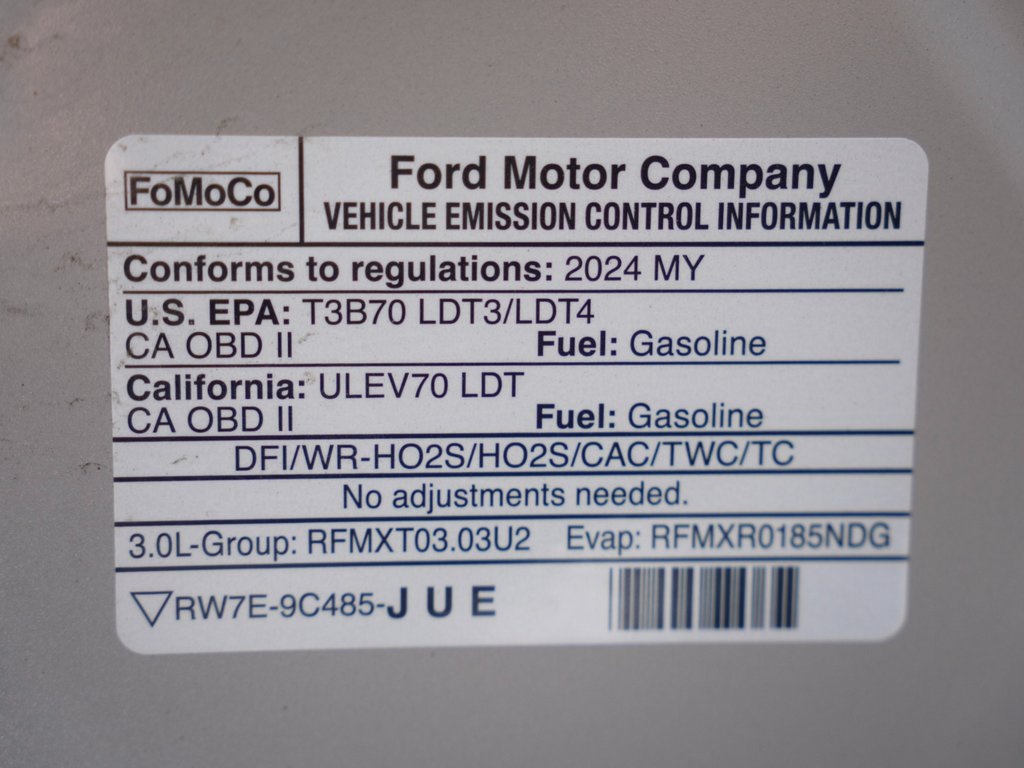 FoMoCo
Ford Motor Company
VEHICLE EMISSION CONTROL INFORMATION
Conforms to regulations: 2024 MY
U.S. EPA: T3B70 LDT3/LDT4
CA OBD II Fuel: Gasoline
California: ULEV70 LDT
CA OBD II Fuel: Gasoline
DFI/WR-HO2S/HO2S/CAC/TWC/TC
No adjustments needed.
3.0L-Group: RFMXT03.03U2 Evap: RFMXR0185NDG
RW7E-9C485-JUE